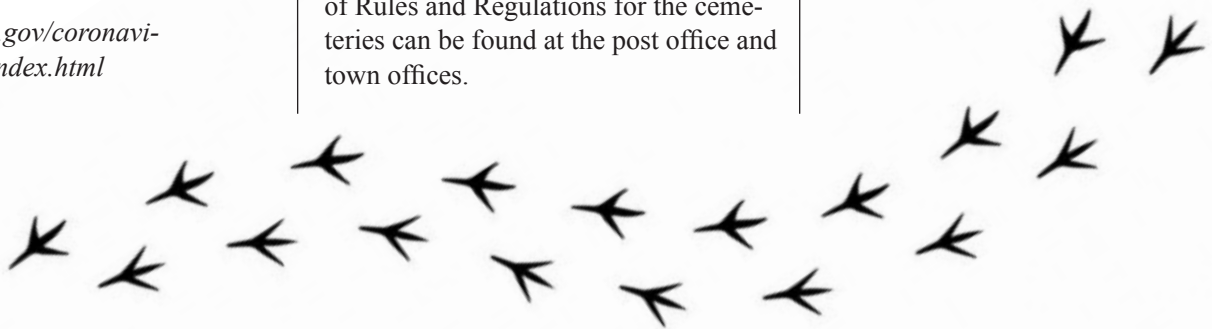 .gov/coronavi-
ndex.html
of Rules and Regulations for the ceme-
teries can be found at the post office and
town offices.